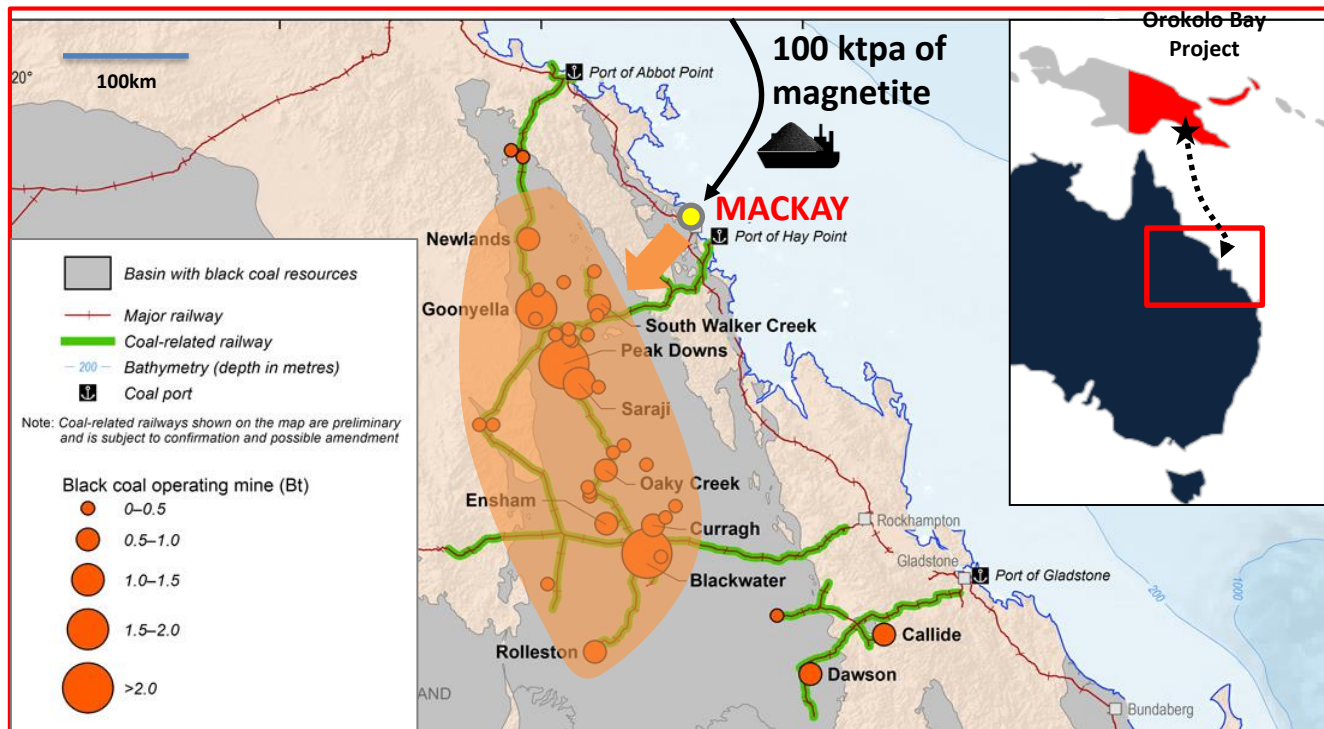 Orokolo Bay
Project
100 ktpa of
magnetite
100km
20°
Port of Abbot Point
MACKAY
Port of Hay Point
Newlands
Goonyella
South Walker Creek
Peak Downs
Saraji
Oaky Creek
Ensham
Curragh
Blackwater
Rolleston
Rockhampton
Gladstone
Port of Gladstone
Callide
Dawson
Bundaberg
200
1000
Basin with black coal resources
Major railway
Coal-related railway
200
Bathymetry (depth in metres)
Coal port
Note: Coal-related railways shown on the map are preliminary
and is subject to confirmation and possible amendment
Black coal operating mine (Bt)
0–0.5
0.5–1.0
1.0–1.5
1.5–2.0
>2.0
AND